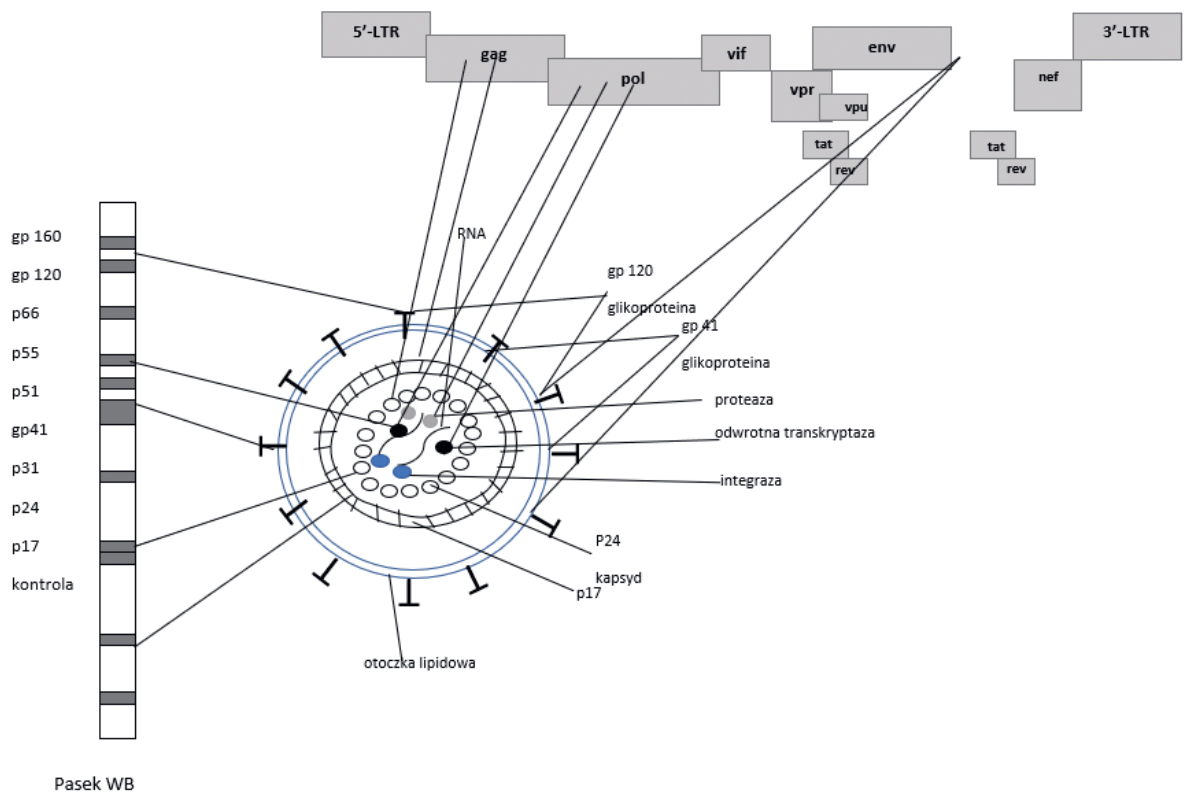 5’-LTR
gag
pol
vif
vpr
vpu
tat
rev
env
tat
rev
nef
3’-LTR
gp 160
gp 120
p66
p55
p51
gp41
p31
p24
p17
kontrola
Pasek WB
RNA
gp 120
glikoproteina
gp 41
glikoproteina
proteaza
odwrotna transkryptaza
integraza
P24
kapsyd
p17
otoczka lipidowa